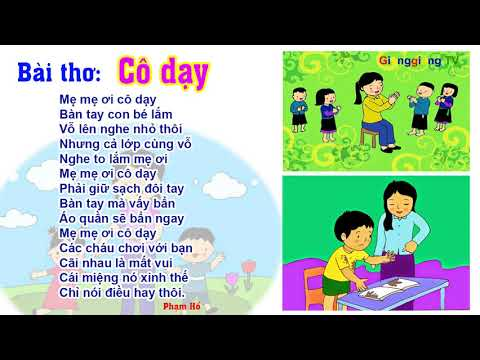 Bài thơ: Cô dạy
Mẹ mẹ ơi cô dạy
Bàn tay con bé lắm
Vỗ lên nghe nhỏ thôi
Nhưng cả lớp cùng vỗ
Nghe to lắm mẹ ơi
Mẹ mẹ ơi cô dạy
Phải giữ sạch đôi tay
Bàn tay mà vấy bẩn
Áo quần sẽ bẩn ngay
Mẹ mẹ ơi cô dạy
Các cháu chơi với bạn
Cãi nhau là mất vui
Cái miệng nó xinh thế
Chỉ nói điều hay thôi.
Phạm Hổ
Gianggiang TV